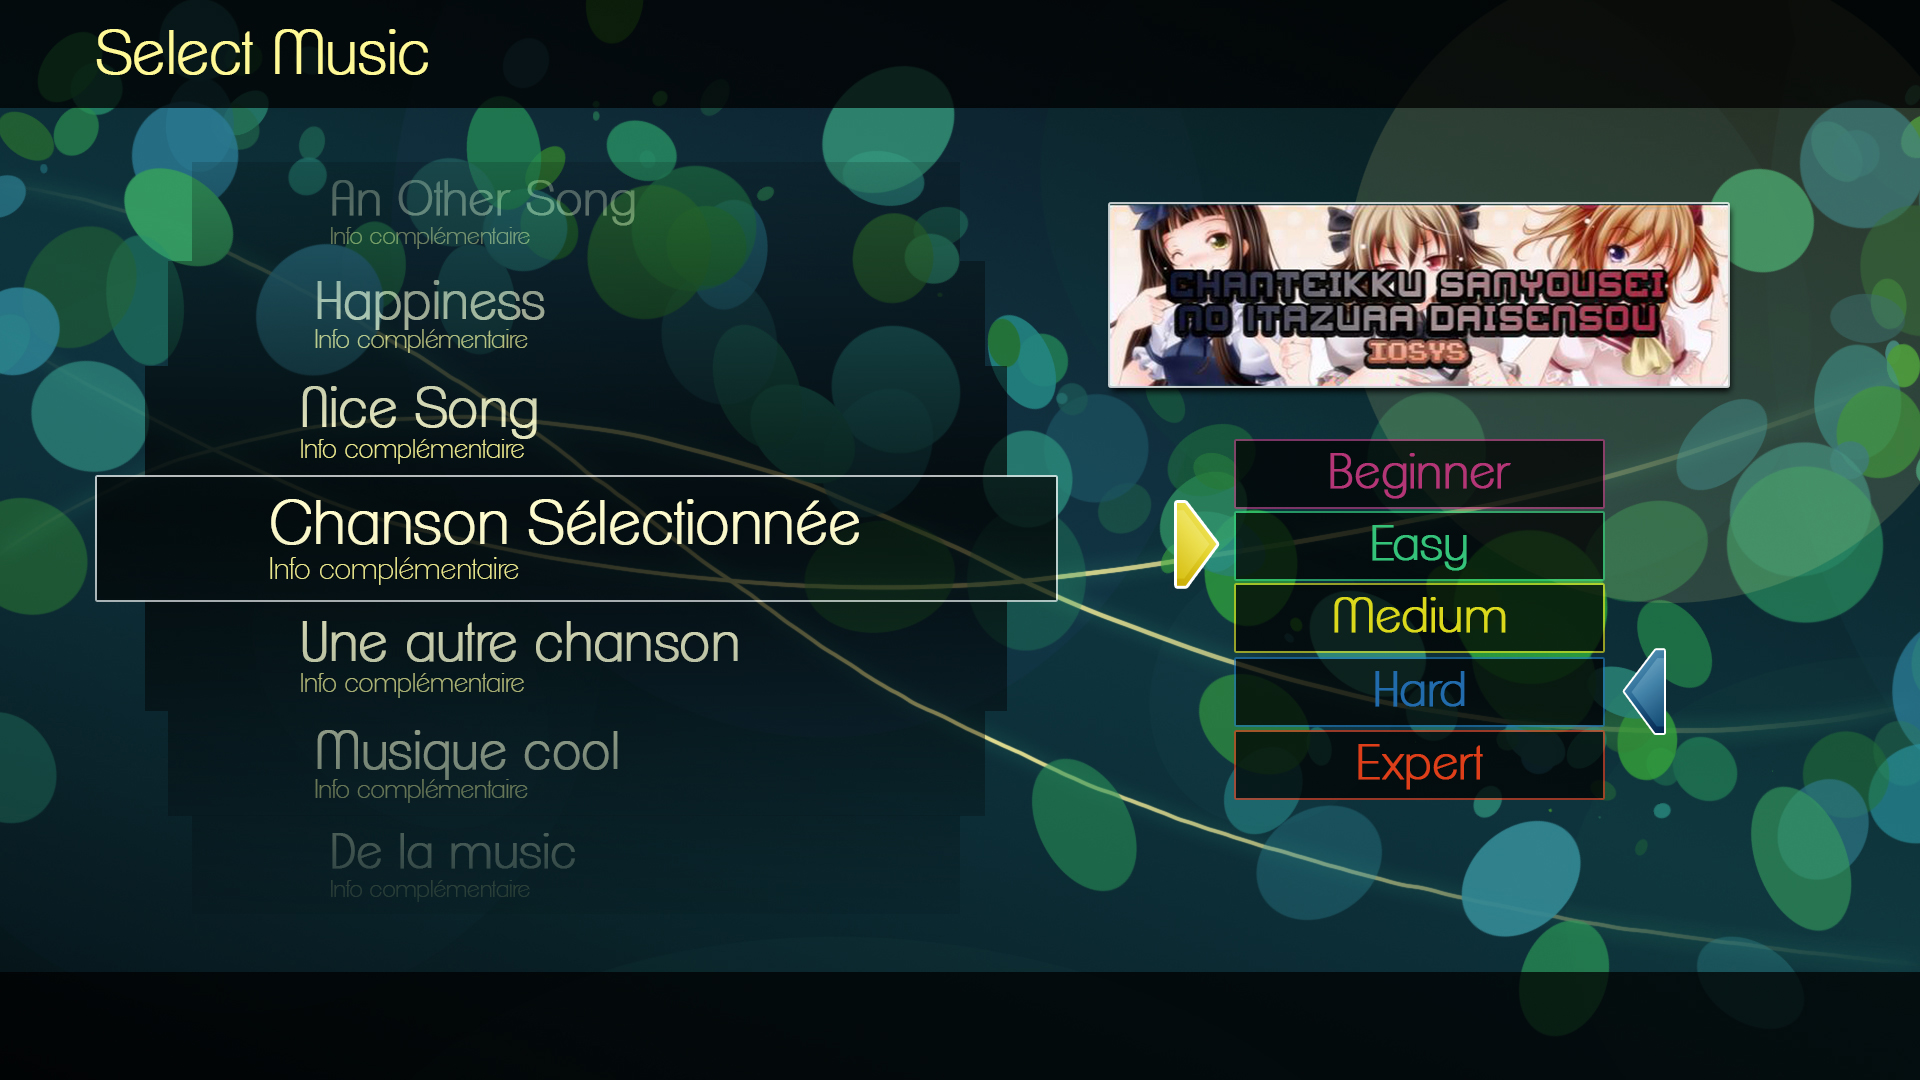 Select Music
An Other Song
Info complémentaire
Happiness
Info complémentaire
Nice Song
Info complémentaire
Chanson Sélectionnée
Info complémentaire
Une autre chanson
Info complémentaire
Musique cool
Info complémentaire
De la music
Info complémentaire
CHANTEIKKU SANYOUSEI
NO ITAZURA DAISENSOU
IOSYS
Beginner
Easy
Medium
Hard
Expert